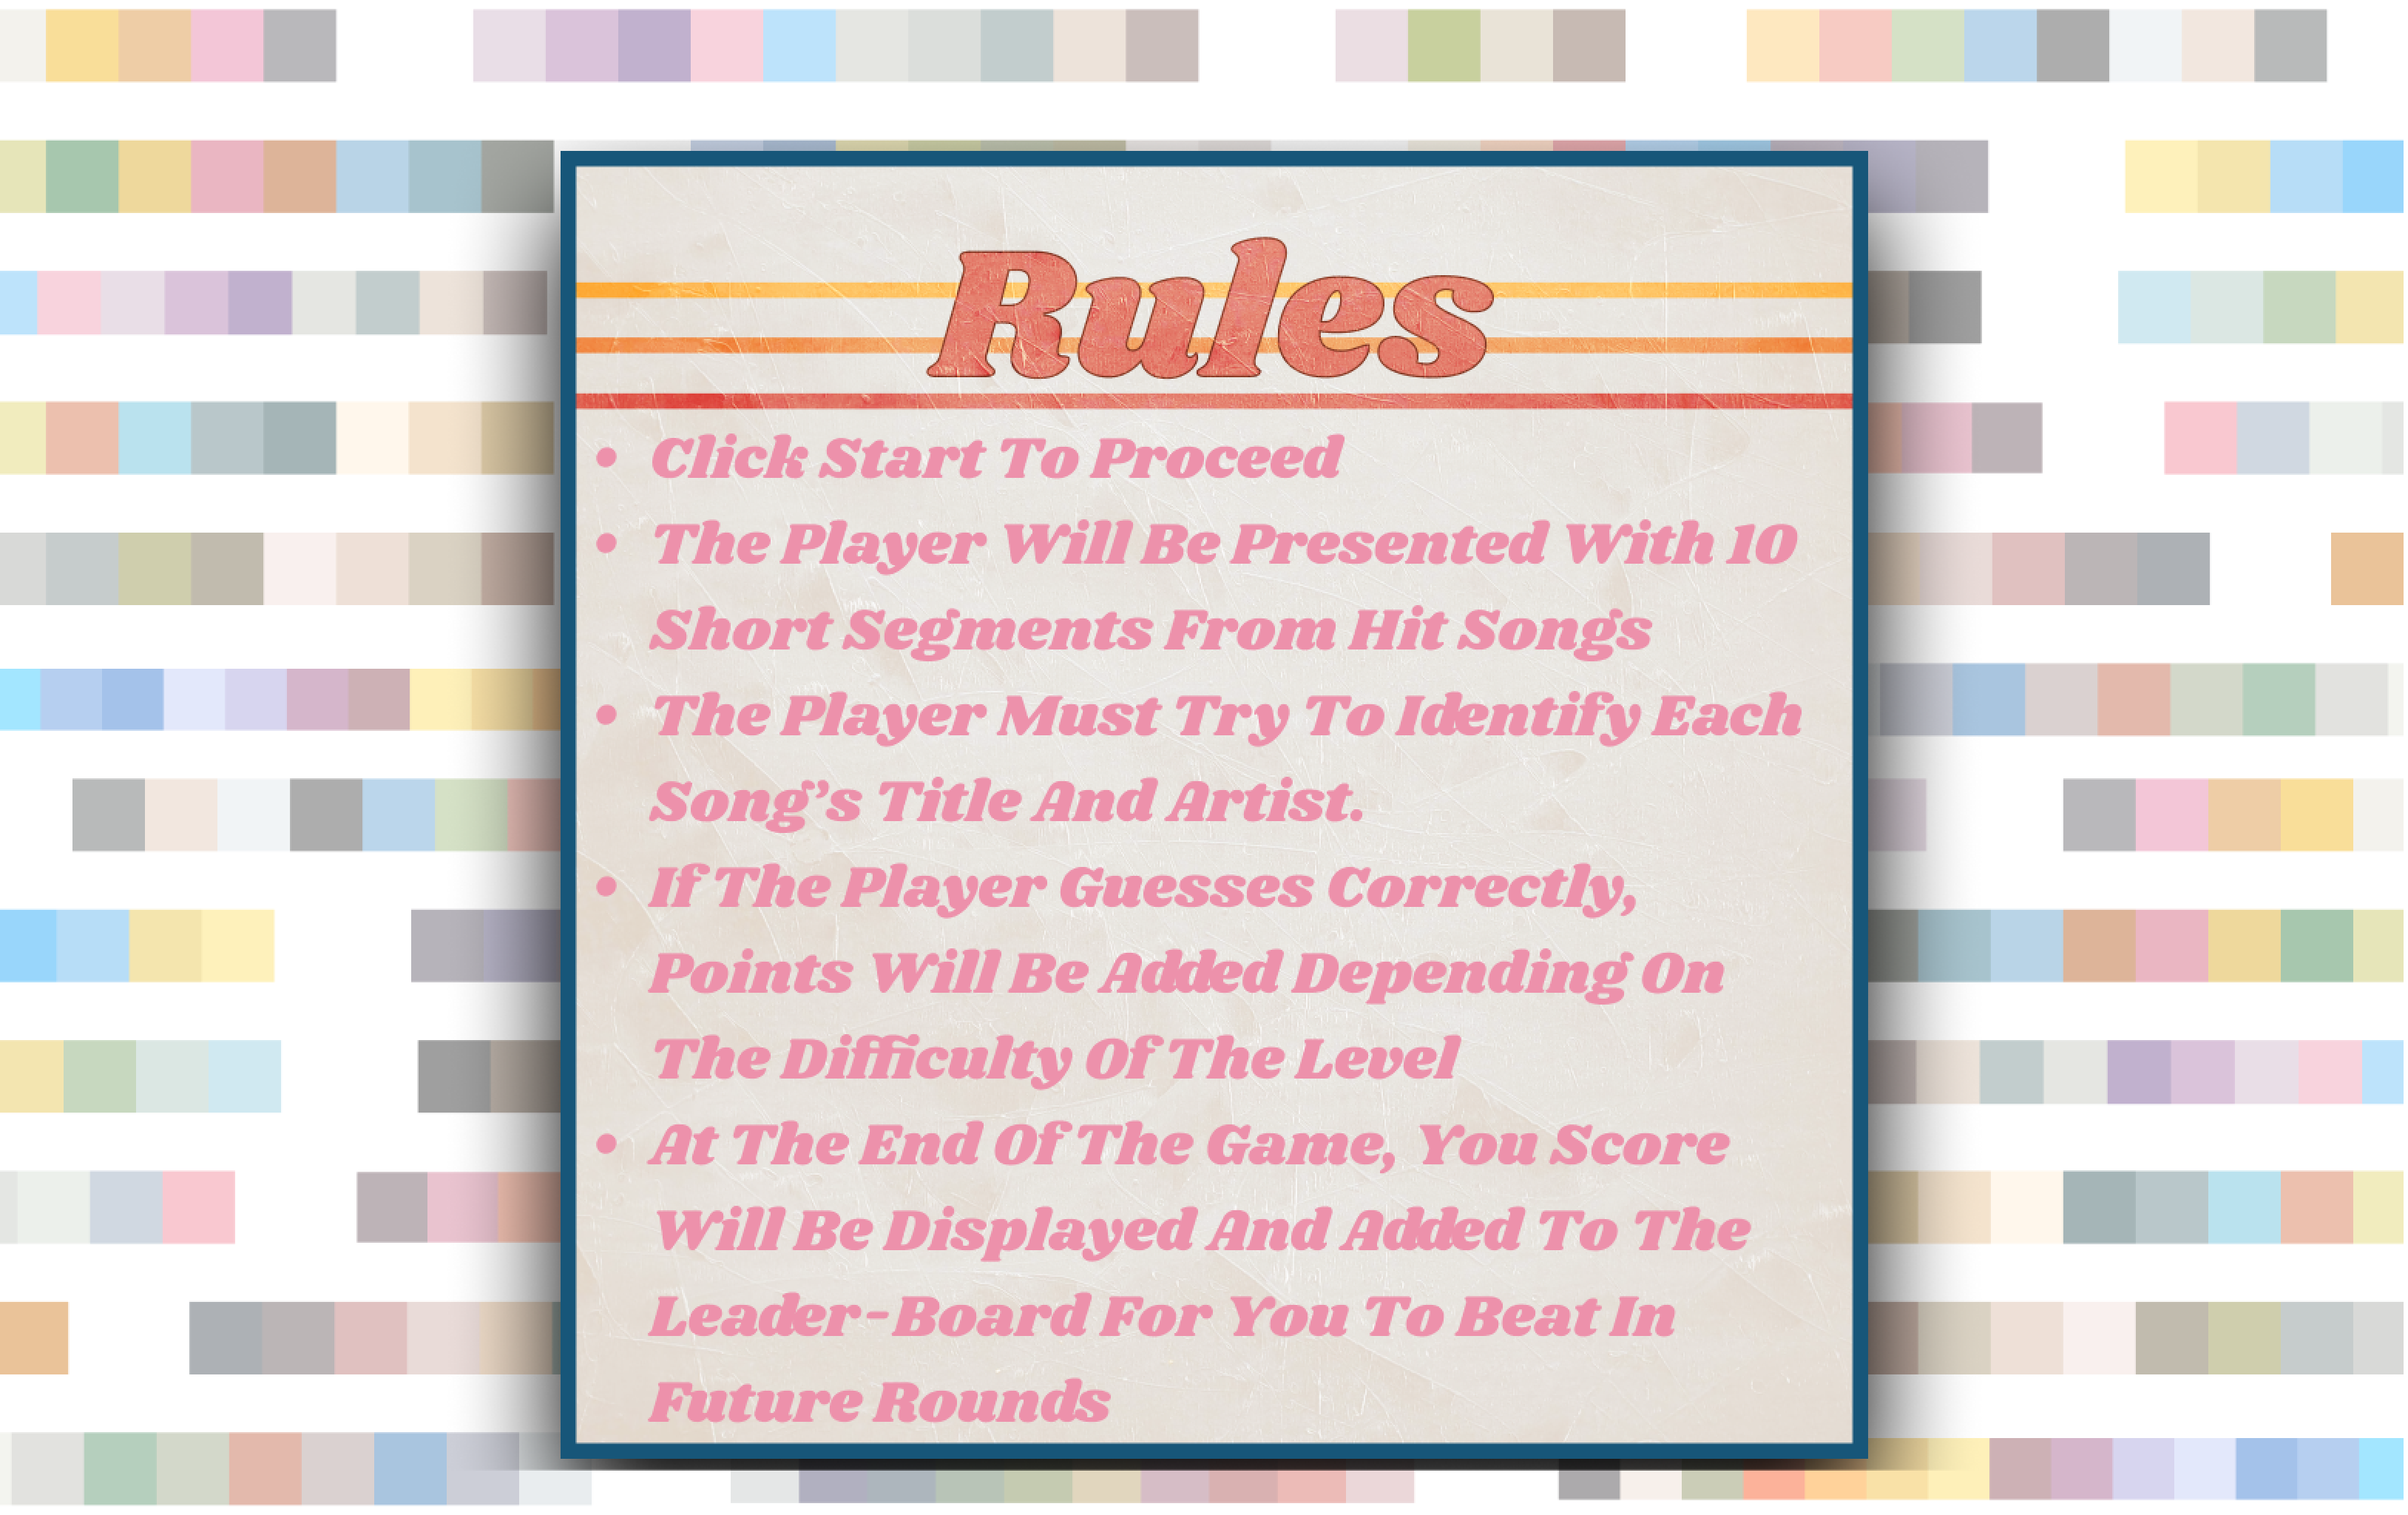 Rules
• Click Start To Proceed
• The Player Will Be Presented With 10
Short Segments From Hit Songs
• The Player Must Try To Identify Each
Song's Title And Artist.
• If The Player Guesses Correctly,
Points Will Be Added Depending On
The Difficulty Of The Level
• At The End Of The Game, You Score
Will Be Displayed And Added To The
Leader-Board For You To Beat In
Future Rounds